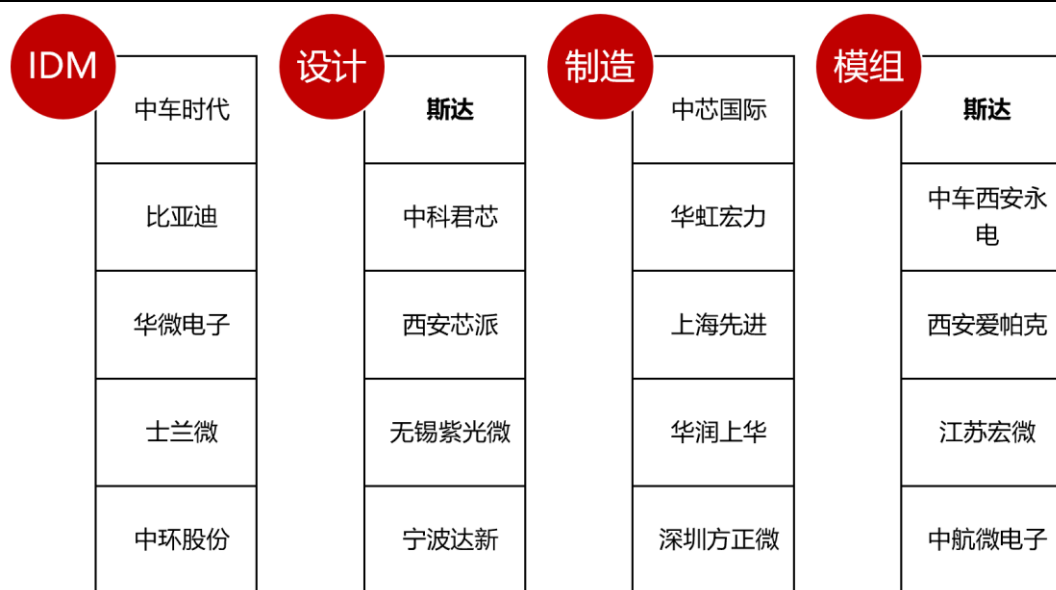 IDM
中车时代
比亚迪
华微电子
士兰微
中环股份
设计
斯达
中科君芯
西安芯派
无锡紫光微
宁波达新
制造
中芯国际
华虹宏力
上海先进
华润上华
深圳方正微
模组
斯达
中车西安永
电
西安爱帕克
江苏宏微
中航微电子